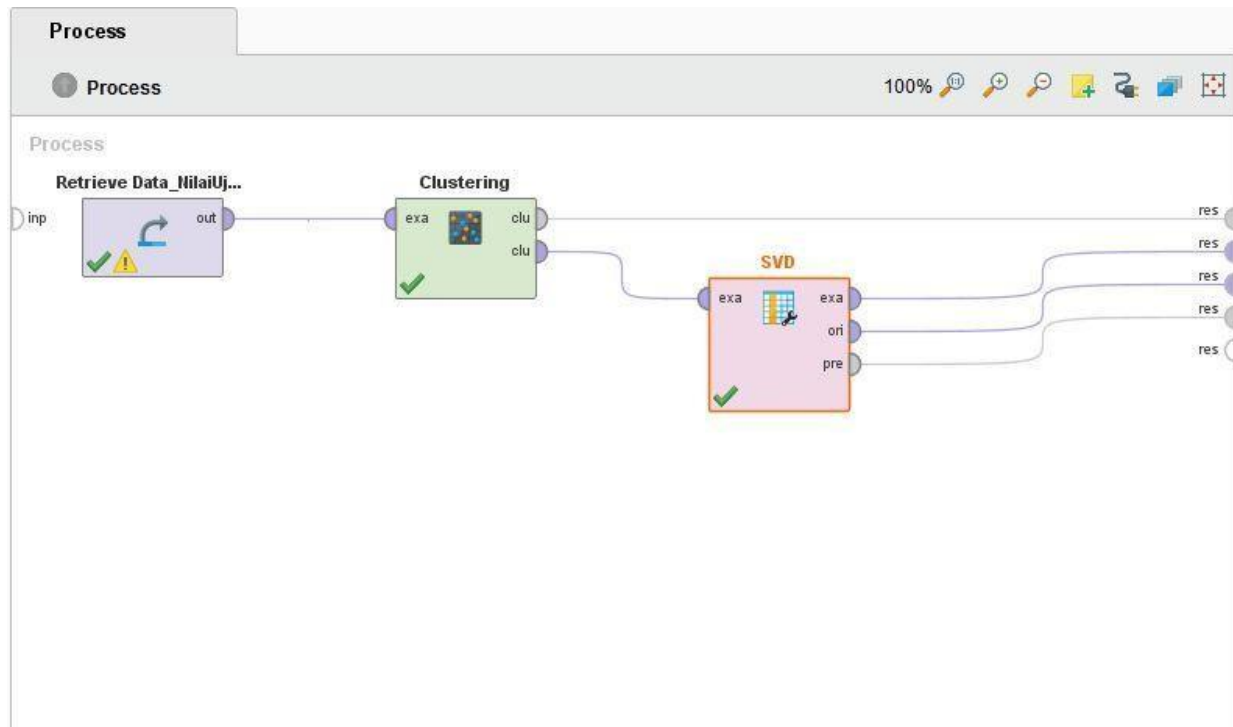 Process
Process
100%
Process
Retrieve Data_NilaiUj...
Clustering
inp
out
exa
clu
clu
SVD
exa
exa
ori
pre
res
res
res
res
res